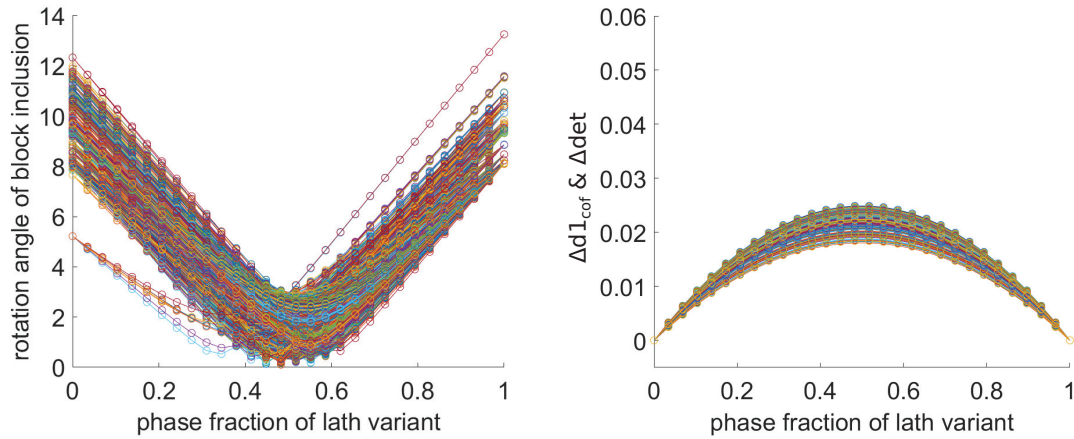 rotation angle of block inclusion
14
12
10
8
6
4
2
0
0 0.2 0.4 0.6 0.8 1
phase fraction of lath variant
Δd1cof & Δdet
0.06
0.05
0.04
0.03
0.02
0.01
0
0 0.2 0.4 0.6 0.8 1
phase fraction of lath variant